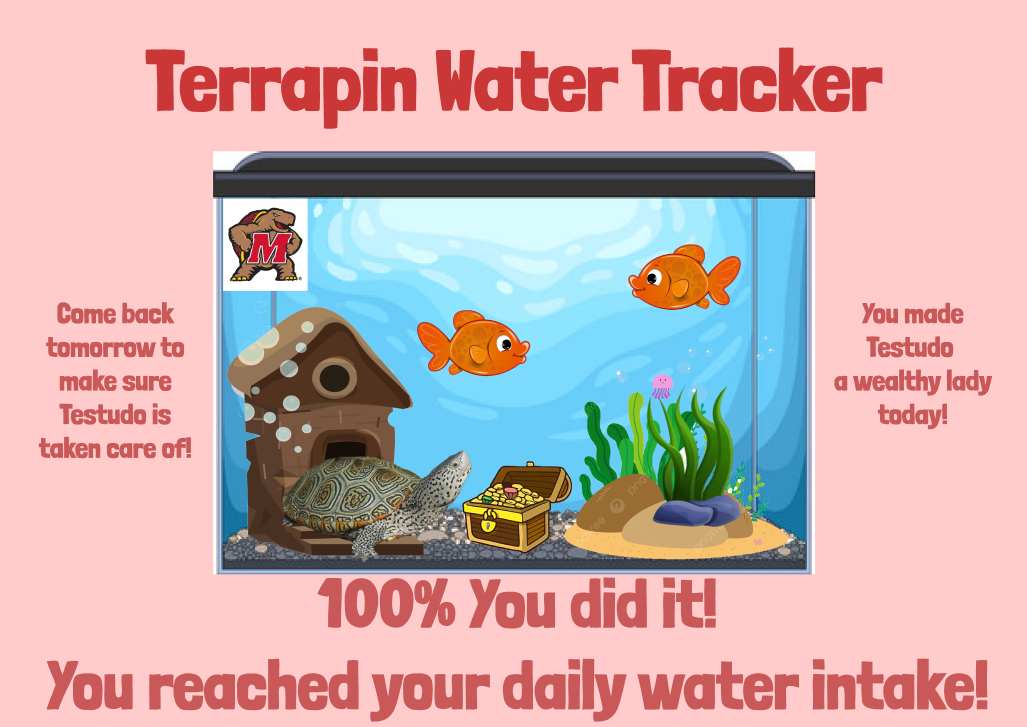 Terrapin Water Tracker
M
Come back
tomorrow to
make sure
Testudo is
taken care of!
You made
Testudo
a wealthy lady
today!
100% You did it!
You reached your daily water intake!